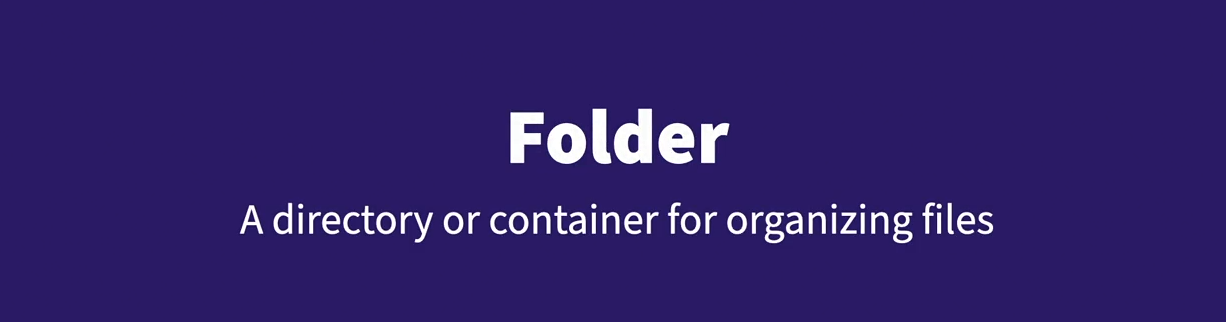 Folder
A directory or container for organizing files